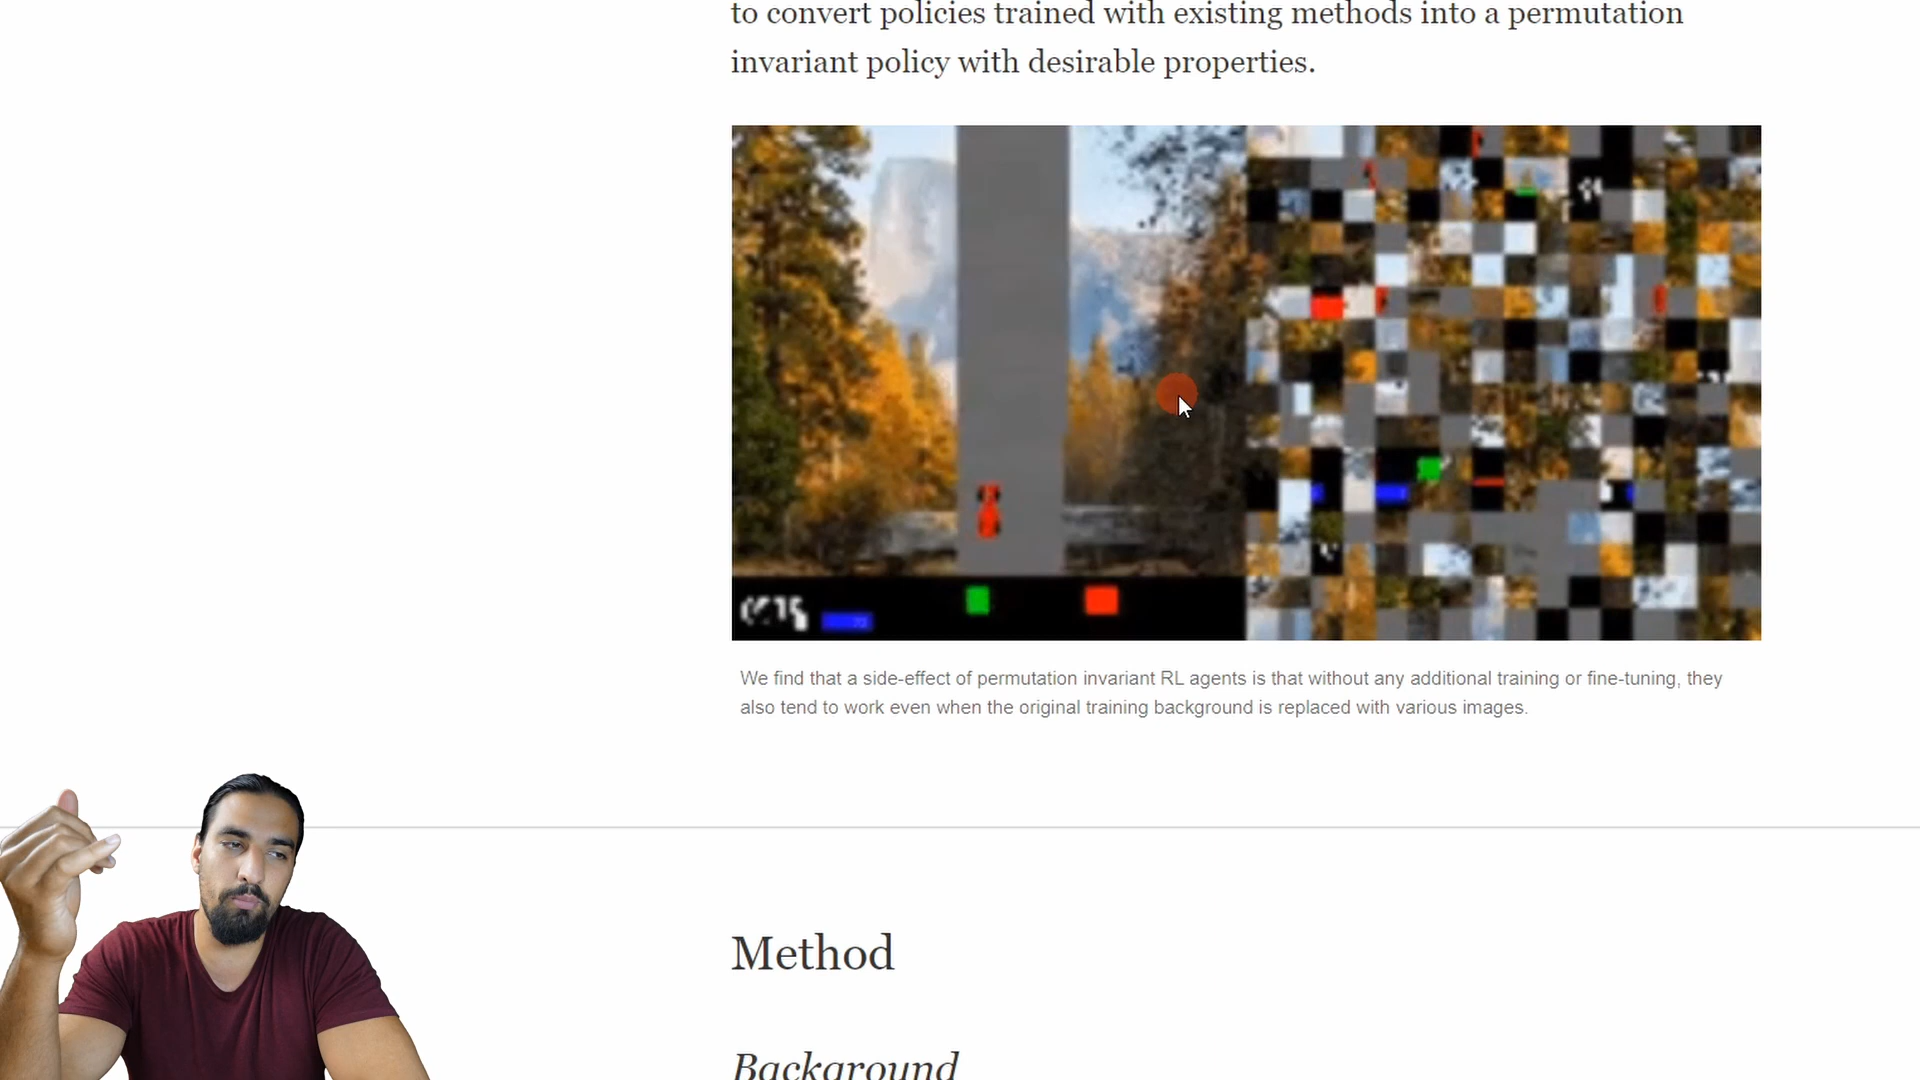 to convert policies trained with existing methods into a permutation
invariant policy with desirable properties.
We find that a side-effect of permutation invariant RL agents is that without any additional training or fine-tuning, they
also tend to work even when the original training background is replaced with various images.
Method
Background